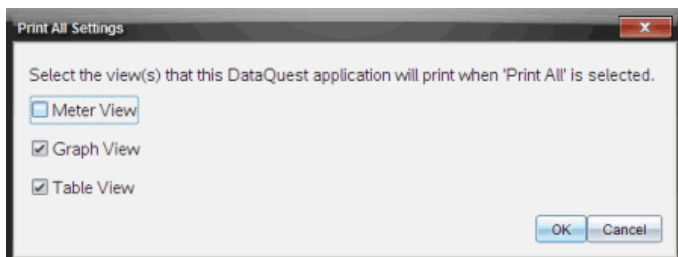 Print All Settings
Select the view(s) that this DataQuest application will print when 'Print All' is selected.
Meter View
Graph View
Table View
OK Cancel